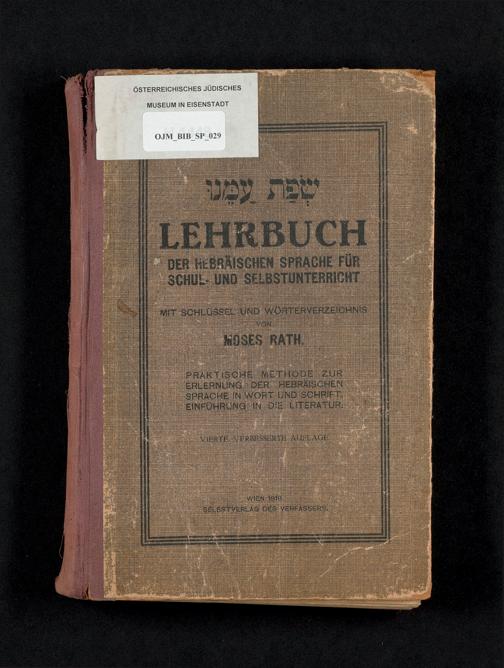 ÖSTERREICHISCHES JÜDISCHES
MUSEUM IN EISENSTADT
OJM_BIB_SP_029
שְׂפַת עַמֵּנוּ
LEHRBUCH
DER HEBRÄISCHEN SPRACHE FÜR
SCHUL- UND SELBSTUNTERRICHT
MIT SCHLÜSSEL UND WÖRTERVERZEICHNIS
VON
MOSES RATH.
PRAKTISCHE METHODE ZUR
ERLERNUNG DER HEBRÄISCHEN
SPRACHE IN WORT UND SCHRIFT.
EINFÜHRUNG IN DIE LITERATUR.
VIERTE VERBESSERTE AUFLAGE
WIEN
SELBSTVERLAG DES VERFASSERS.